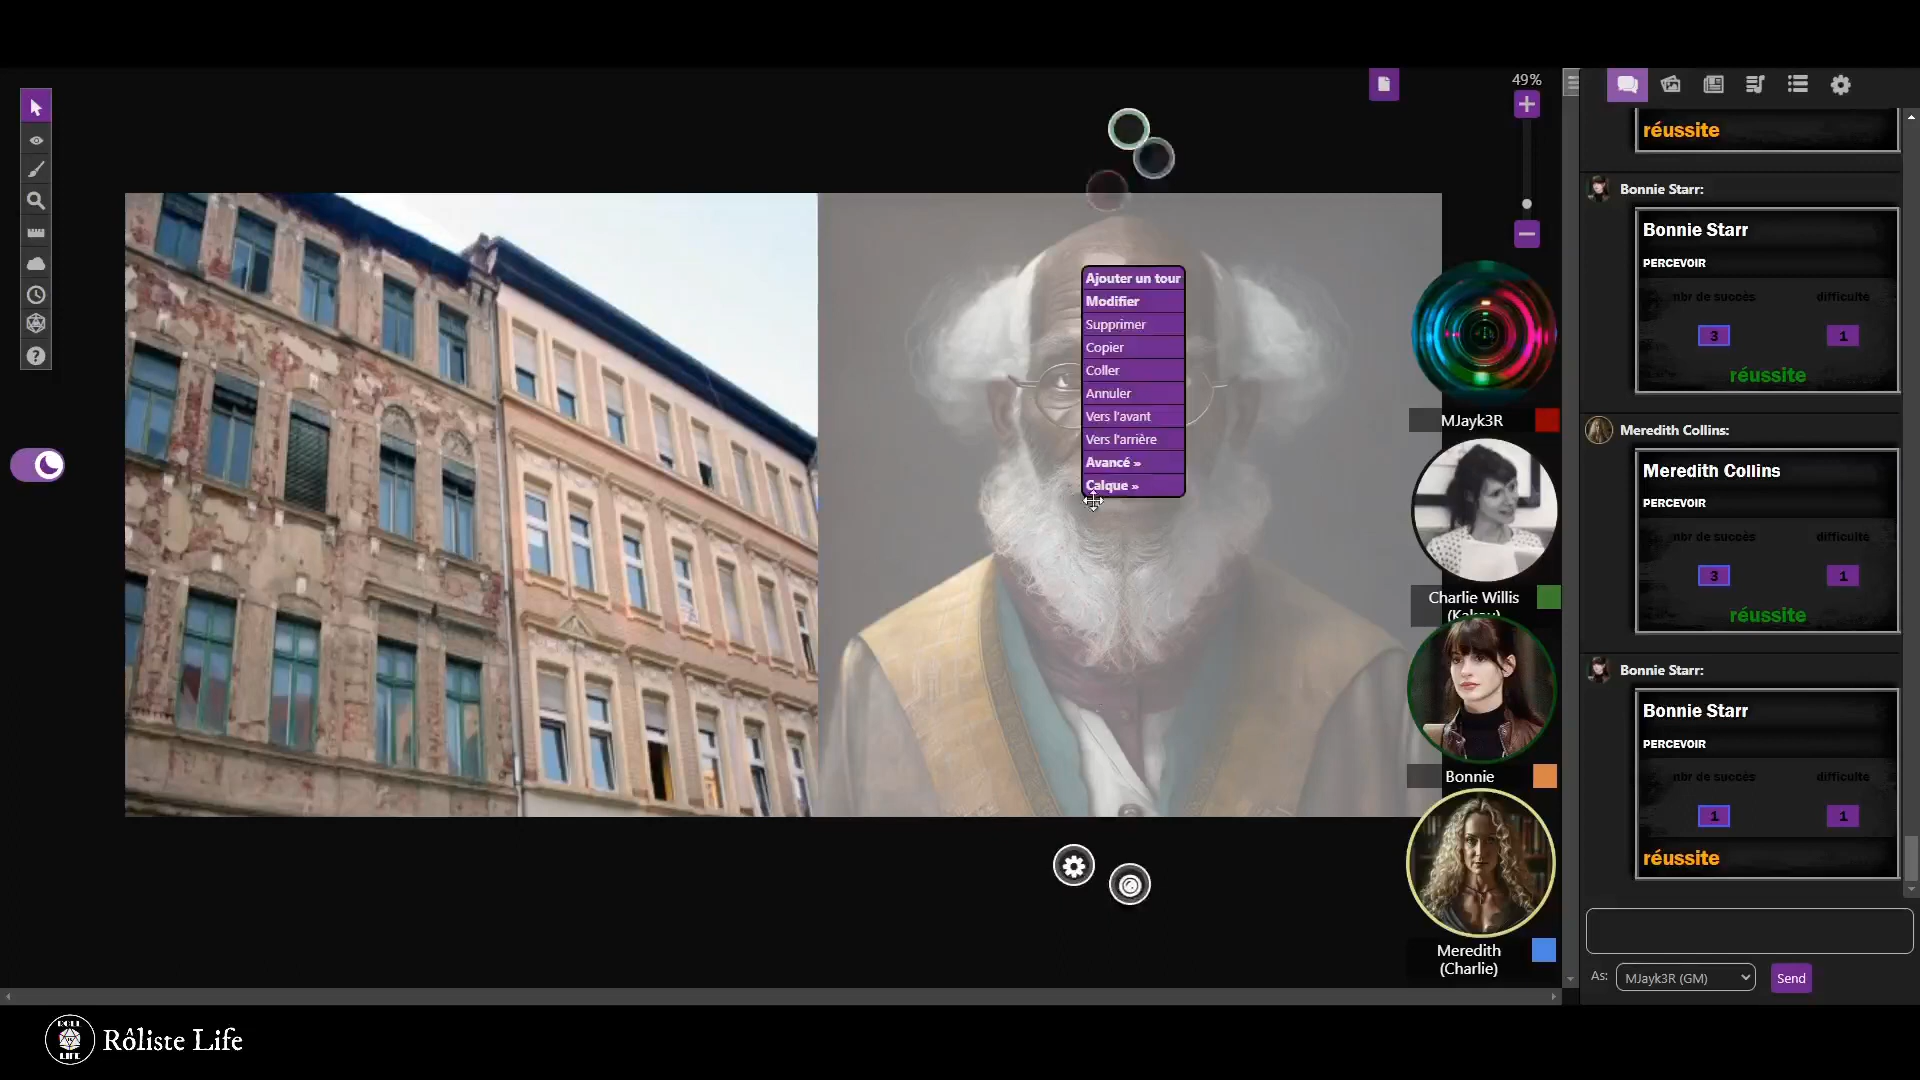 49%
Ajouter un tour
Modifier
Supprimer
Copier
Coller
Annuler
Vers l'avant
Vers l'arrière
Avancé »
Calque »
MJayk3R
Charlie Willis
Bonnie
Meredith
(Charlie)
réussite
Bonnie Starr:
Bonnie Starr
PERCEVOIR
nbr de succès difficulté
3 1
réussite
Meredith Collins:
Meredith Collins
PERCEVOIR
nbr de succès difficulté
3 1
réussite
Bonnie Starr:
Bonnie Starr
PERCEVOIR
nbr de succès difficulté
1 1
réussite
As: MJayk3R (GM) Send
ROLL
LIFE
Rôliste Life